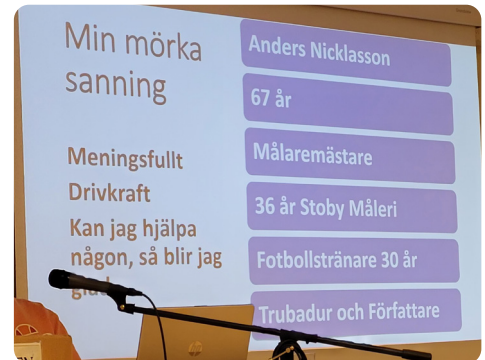 Min mörka
sanning
Meningsfullt
Drivkraft
Kan jag hjälpa
någon, så blir jag
Anders Nicklasson
67 år
Målaremästare
36 år Stoby Måleri
Fotbollstränare 30 år
Trubadur och Författare